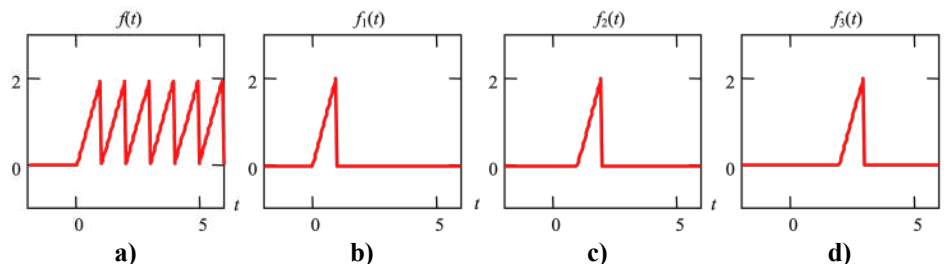 f(t) f₁(t) f₂(t) f₃(t)
2 2 2 2
0 0 0 0
0 5 t 0 5 t 0 5 t 0 5
a) b) c) d)